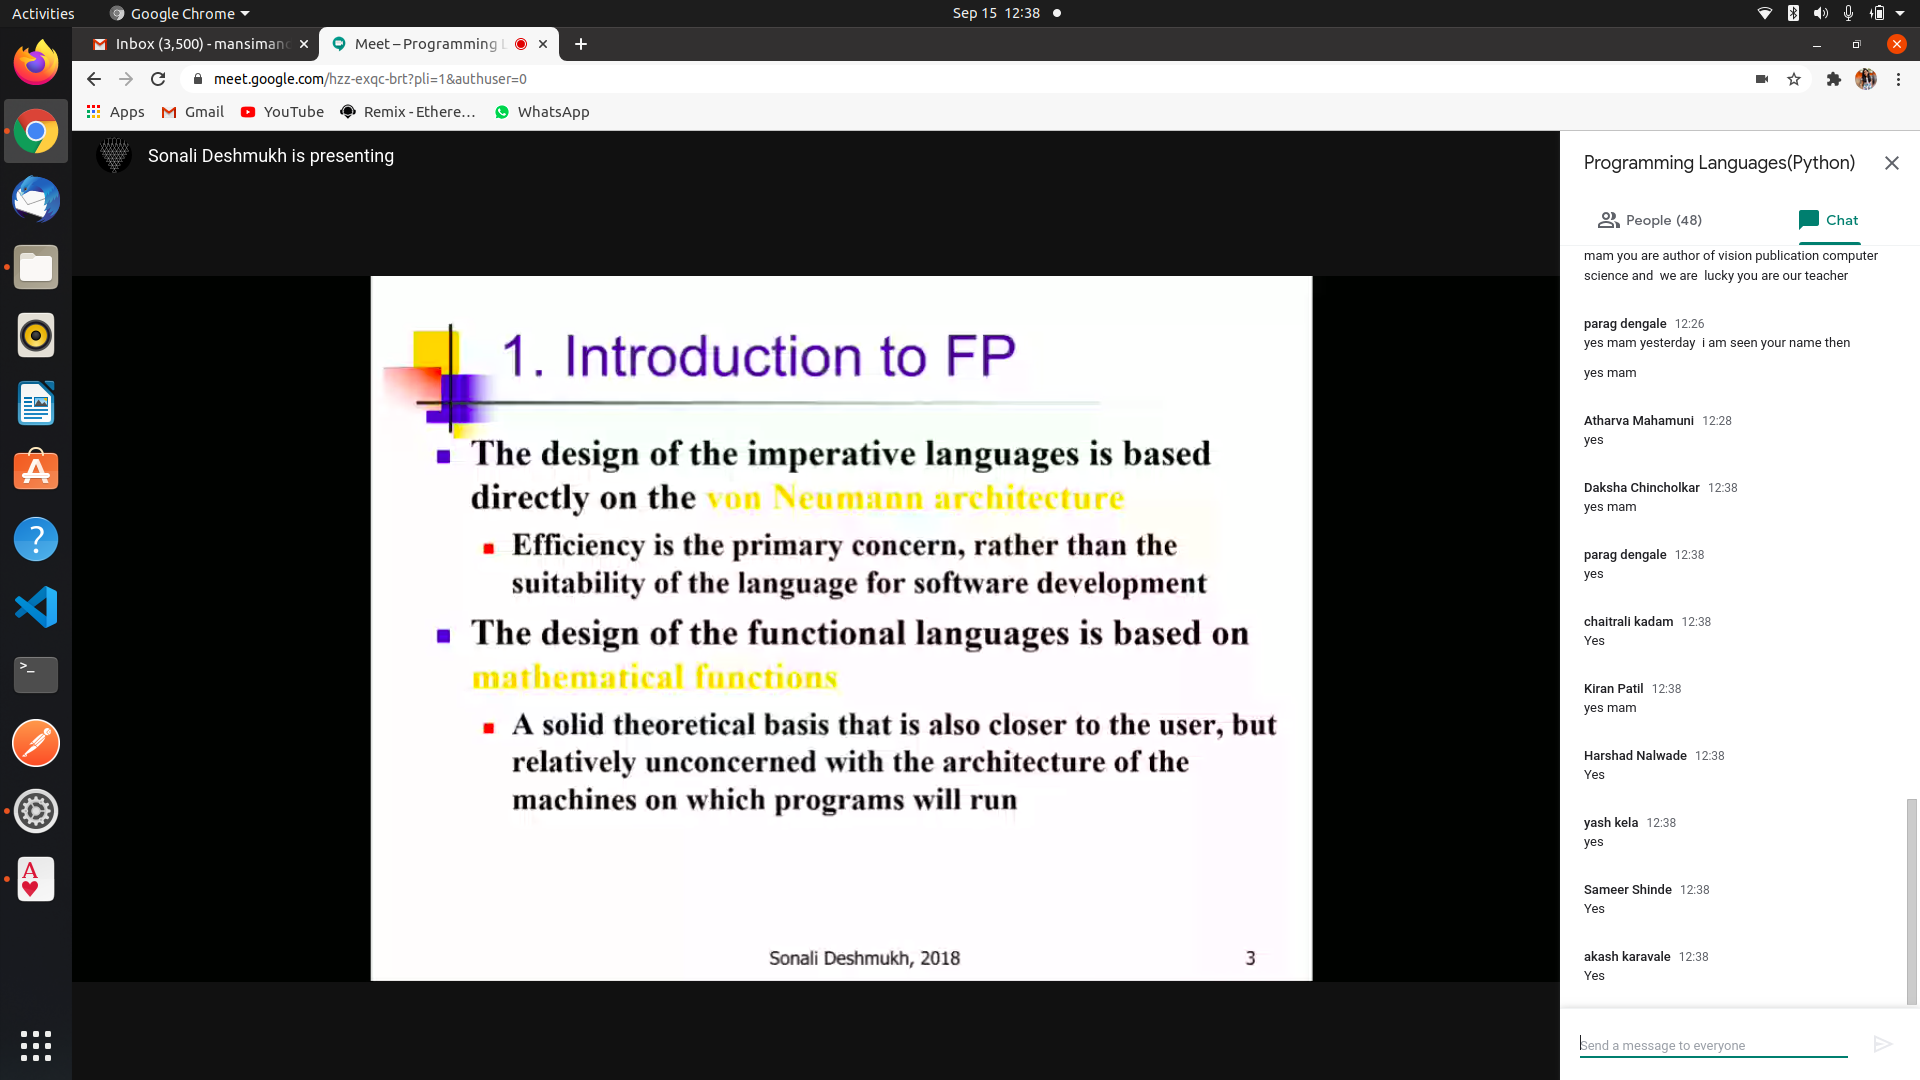 Activities
Google Chrome
Sep 15 12:38
Inbox (3,500) - mansiman
Meet – Programming L
meet.google.com/hzz-exqc-brt?pli=1&authuser=0
Apps
Gmail
YouTube
Remix - Ethere…
WhatsApp
Sonali Deshmukh is presenting
1. Introduction to FP
The design of the imperative languages is based
directly on the von Neumann architecture
Efficiency is the primary concern, rather than the
suitability of the language for software development
The design of the functional languages is based on
mathematical functions
A solid theoretical basis that is also closer to the user, but
relatively unconcerned with the architecture of the
machines on which programs will run
Sonali Deshmukh, 2018
3
Programming Languages(Python)
People (48)
Chat
mam you are author of vision publication computer
science and we are lucky you are our teacher
parag dengale 12:26
yes mam yesterday i am seen your name then
yes mam
Atharva Mahamuni 12:28
yes
Daksha Chincholkar 12:38
yes mam
parag dengale 12:38
yes
chaitrali kadam 12:38
Yes
Kiran Patil 12:38
yes mam
Harshad Nalwade 12:38
Yes
yash kela 12:38
yes
Sameer Shinde 12:38
Yes
akash karavale 12:38
Yes
Send a message to everyone